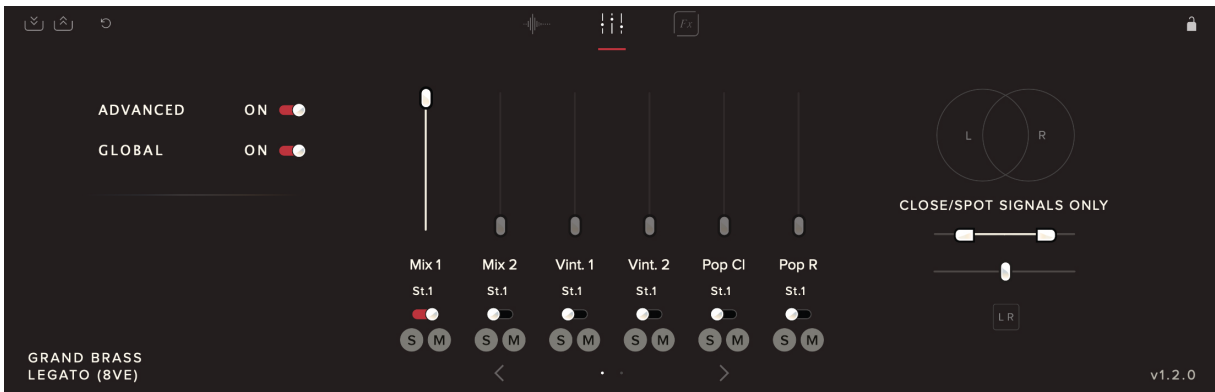 Fx
ADVANCED ON
GLOBAL ON
L R
CLOSE/SPOT SIGNALS ONLY
Mix 1 Mix 2 Vint. 1 Vint. 2 Pop Cl Pop R
St.1 St.1 St.1 St.1 St.1 St.1
S M S M S M S M S M S M
L R
GRAND BRASS
LEGATO (8VE)
v1.2.0